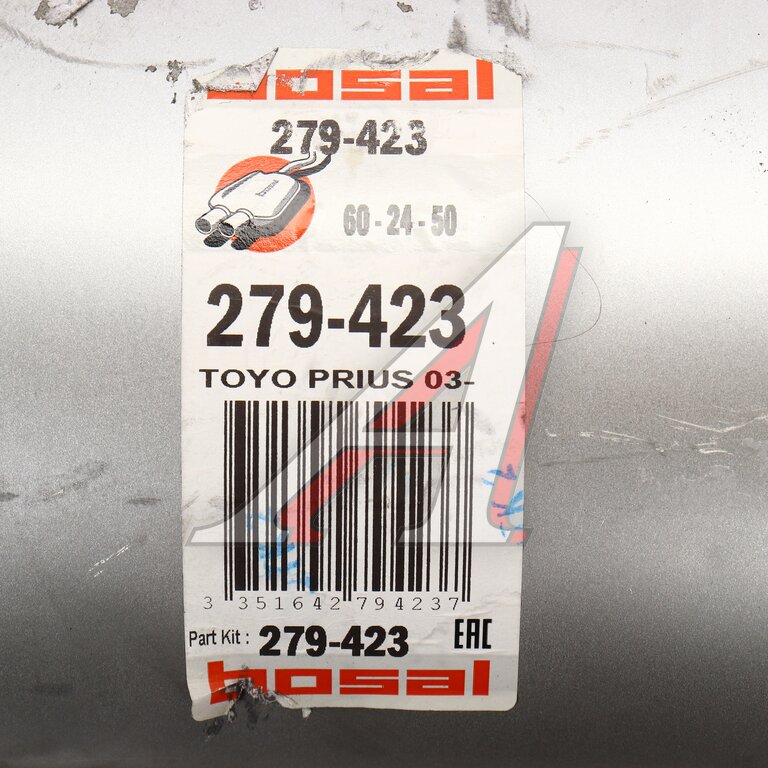 bosal
279-423
bosal
60-24-50
279-423
TOYO PRIUS 03-
3 351642 794237
Part Kit : 279-423 EAC
bosal